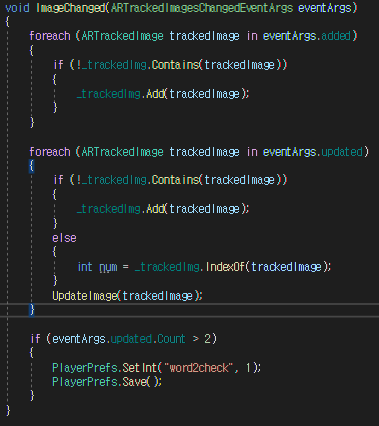 void ImageChanged(ARTrackedImagesChangedEventArgs eventArgs)
{
foreach (ARTrackedImage trackedImage in eventArgs.added)
{
if (!_trackedImg.Contains(trackedImage))
{
_trackedImg.Add(trackedImage);
}
}
foreach (ARTrackedImage trackedImage in eventArgs.updated)
{
if (!_trackedImg.Contains(trackedImage))
{
_trackedImg.Add(trackedImage);
}
else
{
int num = _trackedImg.IndexOf(trackedImage);
}
UpdateImage(trackedImage);
}
if (eventArgs.updated.Count > 2)
{
PlayerPrefs.SetInt("word2check", 1);
PlayerPrefs.Save();
}
}